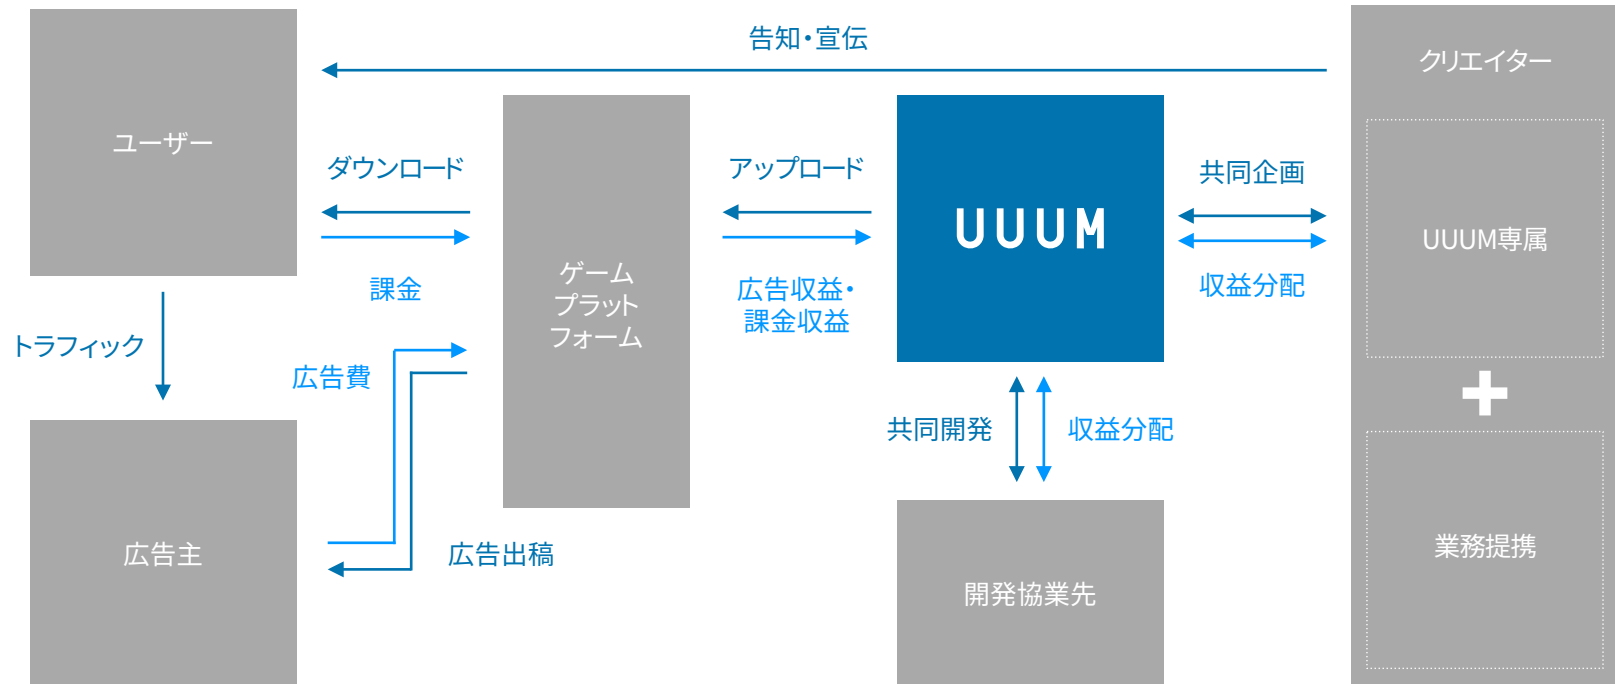 告知・宣伝
クリエイター
ユーザー
ダウンロード
アップロード
共同企画
UUUM
UUUM専属
課金
ゲーム
プラット
フォーム
広告収益・
課金収益
収益分配
トラフィック
広告費
共同開発
収益分配
広告主
広告出稿
開発協業先
業務提携